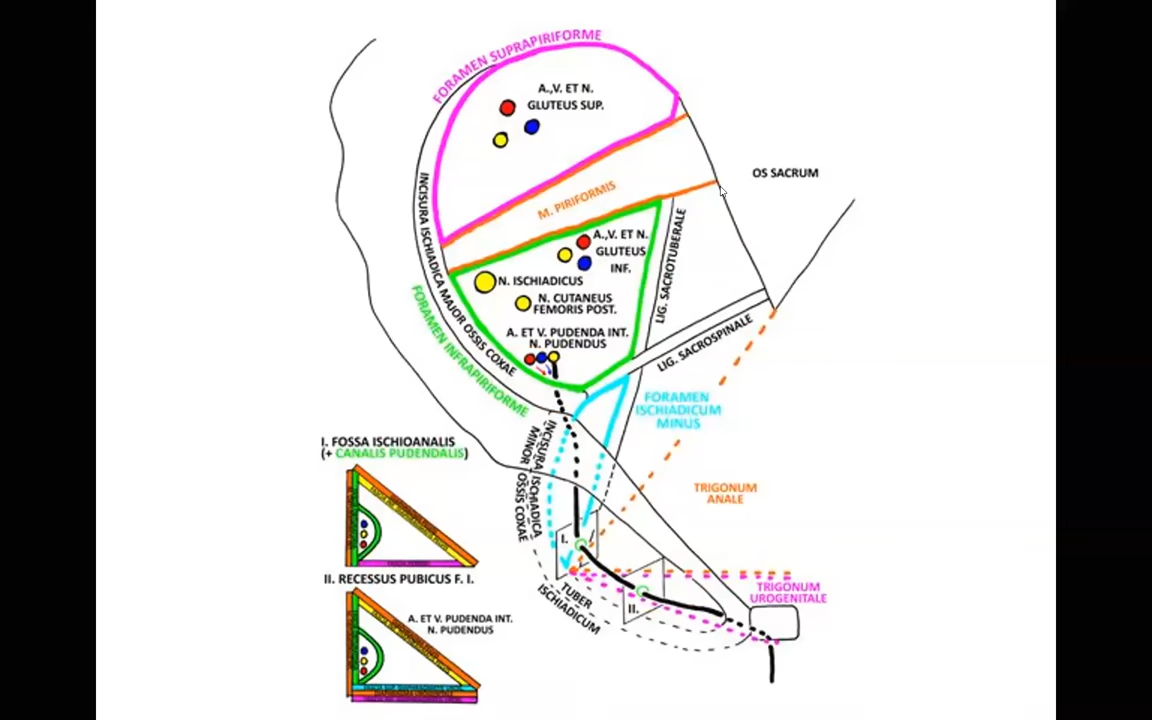 FORAMEN SUPRAPIRIFORME
A.,V. ET N.
GLUTEUS SUP.
OS SACRUM
M. PIRIFORMIS
INCISURA ISCHIADICA MAJOR OSSIS COXAE
A.,V. ET N.
GLUTEUS
INF.
LIG. SACROTUBERALE
N. ISCHIADICUS
N. CUTANEUS
FEMORIS POST.
A. ET V. PUDENDA INT.
N. PUDENDUS
LIG. SACROSPINALE
FORAMEN INFRAPIRIFORME
FORAMEN
ISCHIADICUM
MINUS
INCISURA ISCHIADICA
MINOR OSSIS COXAE
I. FOSSA ISCHIOANALIS
(+ CANALIS PUDENDALIS)
TRIGONUM
ANALE
I.
II. RECESSUS PUBICUS F. I.
TUBER
ISCHIADICUM
II.
TRIGONUM
UROGENITALE
A. ET V. PUDENDA INT.
N. PUDENDUS